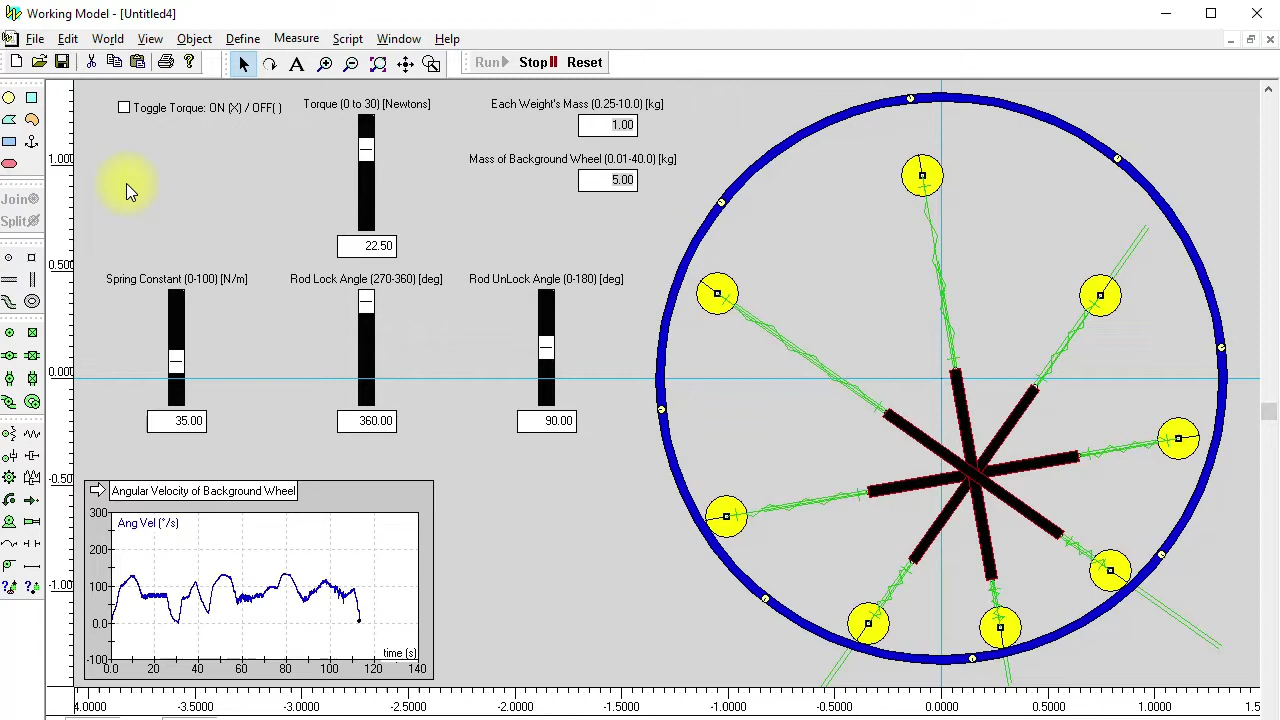 Working Model - [Untitled4]
File Edit World View Object Define Measure Script Window Help
Run Stop Reset
Join
Split
Toggle Torque: ON (X) / OFF( )
Torque (0 to 30) [Newtons]
22.50
Each Weight's Mass (0.25-10.0) [kg]
1.00
Mass of Background Wheel (0.01-40.0) [kg]
5.00
Spring Constant (0-100) [N/m]
35.00
Rod Lock Angle (270-360) [deg]
360.00
Rod UnLock Angle (0-180) [deg]
90.00
Angular Velocity of Background Wheel
Ang Vel (°/s)
300
200
100
0.0
-100
0.0 20 40 60 80 100 120 140
time (s)
1.000
0.500
0.000
-0.500
-1.000
-3.5000 -3.0000 -2.5000 -2.0000 -1.5000 -1.0000 -0.5000 0.0000 0.5000 1.0000